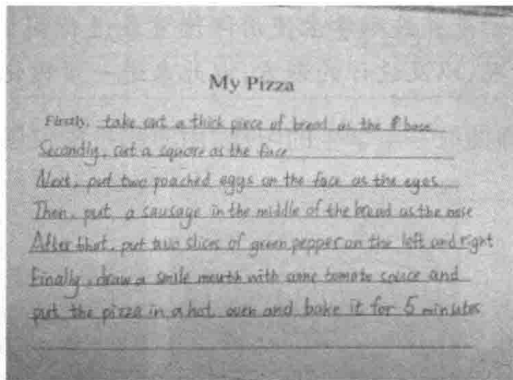 My Pizza
Firstly, take out a thick piece of bread as the base
Secondly, cut a square as the face
Next, put two poached eggs on the face as the eyes
Then, put a sausage in the middle of the bread as the nose
After that, put two slices of green pepper on the left and right
Finally, draw a smile mouth with some tomato sauce and
put the pizza in a hot oven and bake it for 5 minutes